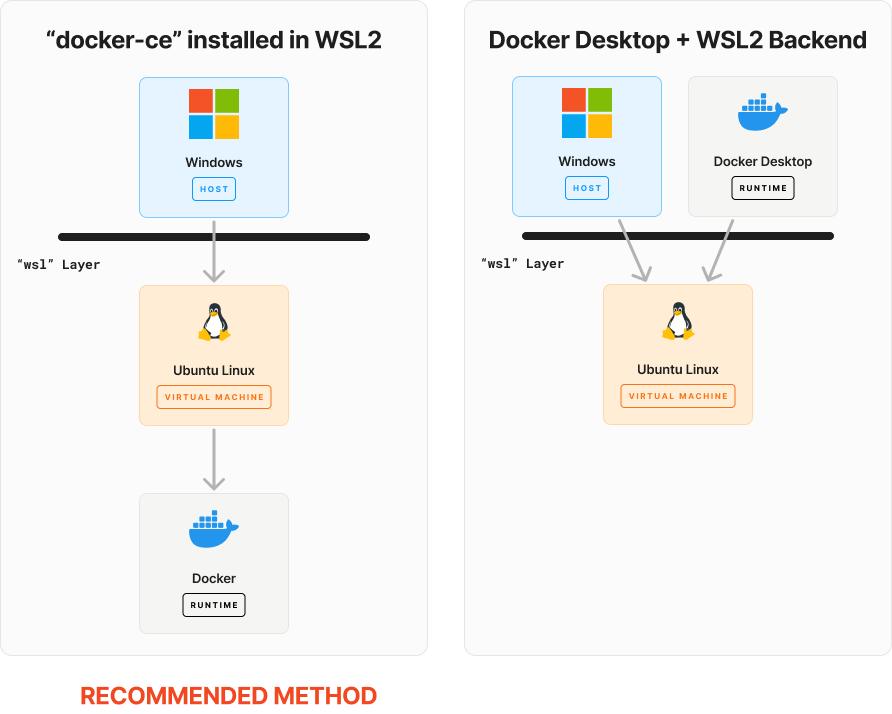 “docker-ce” installed in WSL2
Windows
HOST
“wsl” Layer
Ubuntu Linux
VIRTUAL MACHINE
Docker
RUNTIME
RECOMMENDED METHOD
Docker Desktop + WSL2 Backend
Windows
HOST
Docker Desktop
RUNTIME
“wsl” Layer
Ubuntu Linux
VIRTUAL MACHINE